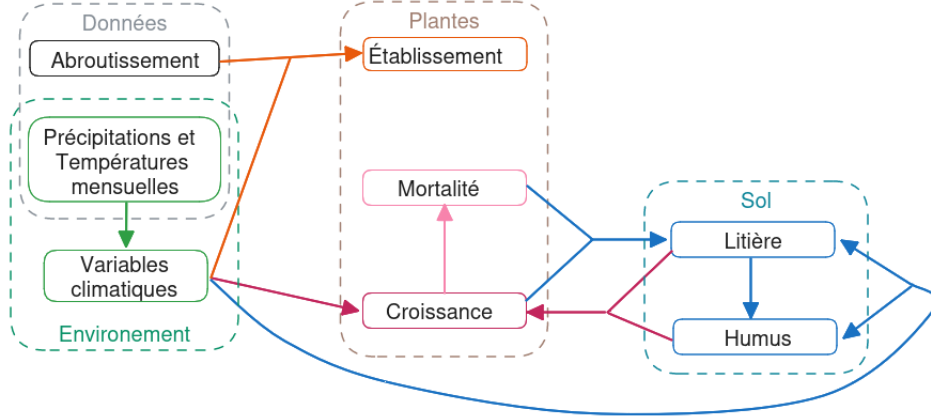 Données
Abroutissement
Précipitations et
Températures
mensuelles
Variables
climatiques
Environement
Plantes
Établissement
Mortalité
Croissance
Sol
Litière
Humus